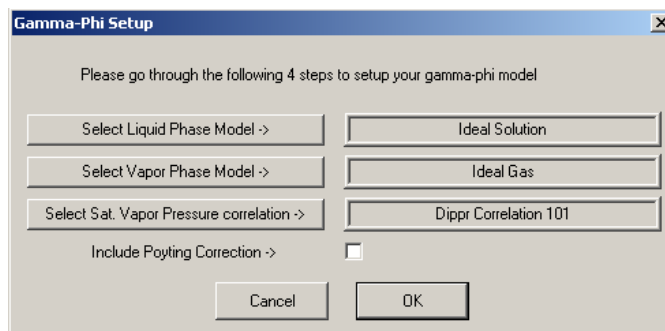 Gamma-Phi Setup
Please go through the following 4 steps to setup your gamma-phi model
Select Liquid Phase Model -> Ideal Solution
Select Vapor Phase Model -> Ideal Gas
Select Sat. Vapor Pressure correlation -> Dippr Correlation 101
Include Poyting Correction ->
Cancel OK